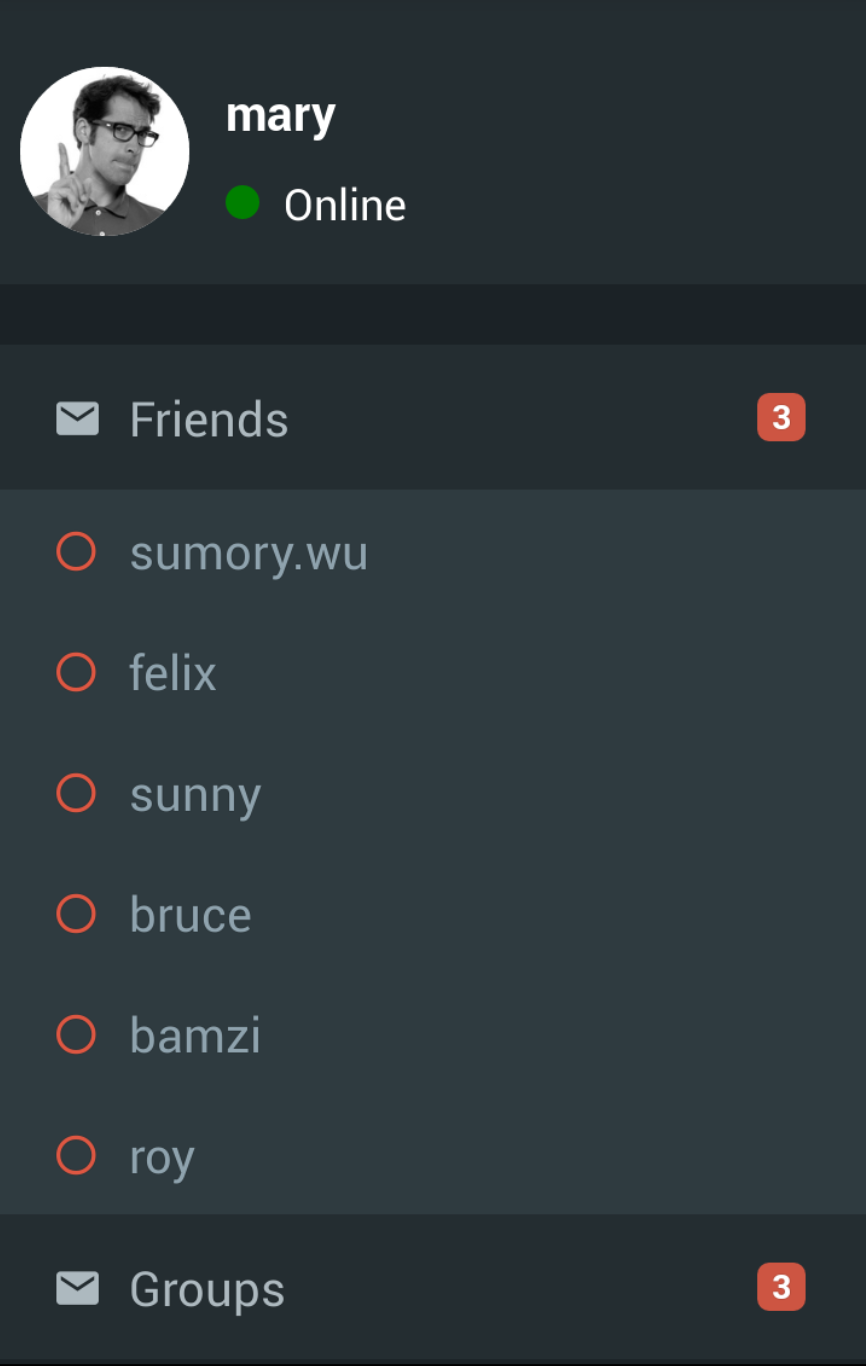 mary
Online
Friends 3
sumory.wu
felix
sunny
bruce
bamzi
roy
Groups 3